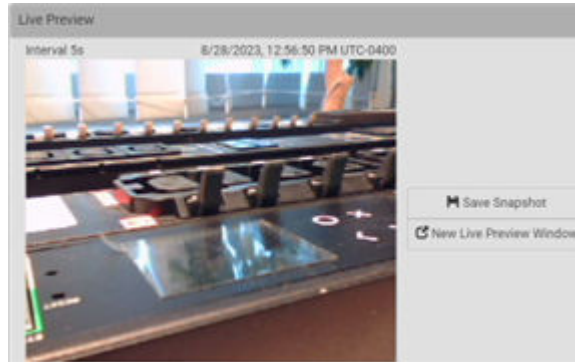 Live Preview
Interval 5s 8/28/2023, 12:56:50 PM UTC-0400
Save Snapshot
New Live Preview Window